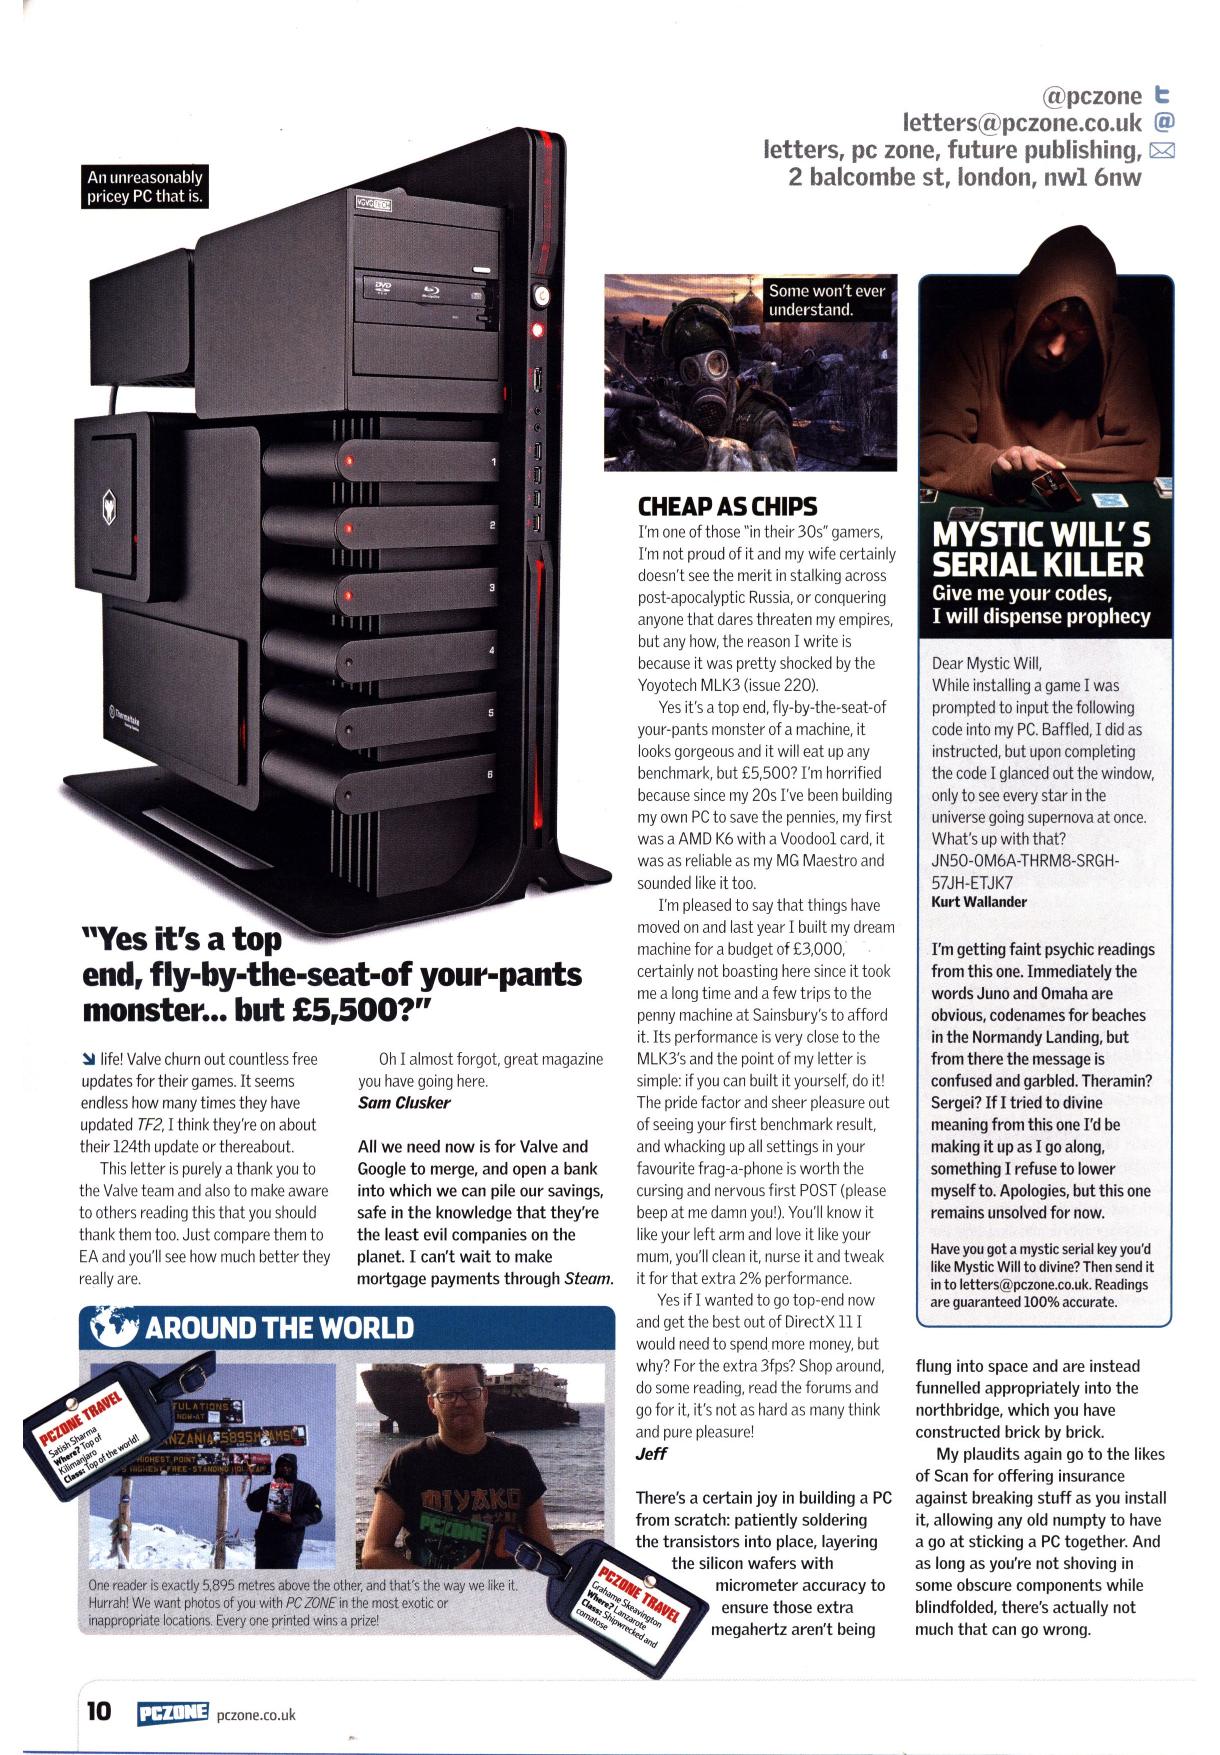 @pczone
letters@pczone.co.uk
letters, pc zone, future publishing,
2 balcombe st, london, nw1 6nw
An unreasonably
pricey PC that is.
YOYOTECH
DVD
1
2
3
4
5
6
Thermaltake
"Yes it's a top
end, fly-by-the-seat-of your-pants
monster... but £5,500?"
life! Valve churn out countless free
updates for their games. It seems
endless how many times they have
updated TF2, I think they're on about
their 124th update or thereabout.
This letter is purely a thank you to
the Valve team and also to make aware
to others reading this that you should
thank them too. Just compare them to
EA and you'll see how much better they
really are.
Oh I almost forgot, great magazine
you have going here.
Sam Clusker
All we need now is for Valve and
Google to merge, and open a bank
into which we can pile our savings,
safe in the knowledge that they're
the least evil companies on the
planet. I can't wait to make
mortgage payments through Steam.
AROUND THE WORLD
PCZONE TRAVEL
Satish Sharma
Where? Top of
Kilimanjaro
Class: Top of the world!
MIYAKO
PCZONE
PCZONE TRAVEL
Grahame Skeavington
Where? Lanzarote
Class: Shipwrecked and
comatose
One reader is exactly 5,895 metres above the other, and that's the way we like it.
Hurrah! We want photos of you with PC ZONE in the most exotic or
inappropriate locations. Every one printed wins a prize!
Some won't ever
understand.
CHEAP AS CHIPS
I'm one of those "in their 30s" gamers,
I'm not proud of it and my wife certainly
doesn't see the merit in stalking across
post-apocalyptic Russia, or conquering
anyone that dares threaten my empires,
but any how, the reason I write is
because it was pretty shocked by the
Yoyotech MLK3 (issue 220).
Yes it's a top end, fly-by-the-seat-of
your-pants monster of a machine, it
looks gorgeous and it will eat up any
benchmark, but £5,500? I'm horrified
because since my 20s I've been building
my own PC to save the pennies, my first
was a AMD K6 with a Voodoo1 card, it
was as reliable as my MG Maestro and
sounded like it too.
I'm pleased to say that things have
moved on and last year I built my dream
machine for a budget of £3,000,
certainly not boasting here since it took
me a long time and a few trips to the
penny machine at Sainsbury's to afford
it. Its performance is very close to the
MLK3's and the point of my letter is
simple: if you can built it yourself, do it!
The pride factor and sheer pleasure out
of seeing your first benchmark result,
and whacking up all settings in your
favourite frag-a-phone is worth the
cursing and nervous first POST (please
beep at me damn you!). You'll know it
like your left arm and love it like your
mum, you'll clean it, nurse it and tweak
it for that extra 2% performance.
Yes if I wanted to go top-end now
and get the best out of DirectX 11 I
would need to spend more money, but
why? For the extra 3fps? Shop around,
do some reading, read the forums and
go for it, it's not as hard as many think
and pure pleasure!
Jeff
There's a certain joy in building a PC
from scratch: patiently soldering
the transistors into place, layering
the silicon wafers with
micrometer accuracy to
ensure those extra
megahertz aren't being
flung into space and are instead
funnelled appropriately into the
northbridge, which you have
constructed brick by brick.
My plaudits again go to the likes
of Scan for offering insurance
against breaking stuff as you install
it, allowing any old numpty to have
a go at sticking a PC together. And
as long as you're not shoving in
some obscure components while
blindfolded, there's actually not
much that can go wrong.
MYSTIC WILL' S
SERIAL KILLER
Give me your codes,
I will dispense prophecy
Dear Mystic Will,
While installing a game I was
prompted to input the following
code into my PC. Baffled, I did as
instructed, but upon completing
the code I glanced out the window,
only to see every star in the
universe going supernova at once.
What's up with that?
JN5O-OM6A-THRM8-SRGH-
57JH-ETJK7
Kurt Wallander
I'm getting faint psychic readings
from this one. Immediately the
words Juno and Omaha are
obvious, codenames for beaches
in the Normandy Landing, but
from there the message is
confused and garbled. Theramin?
Sergei? If I tried to divine
meaning from this one I'd be
making it up as I go along,
something I refuse to lower
myself to. Apologies, but this one
remains unsolved for now.
Have you got a mystic serial key you'd
like Mystic Will to divine? Then send it
in to letters@pczone.co.uk. Readings
are guaranteed 100% accurate.
10
PCZONE
pczone.co.uk